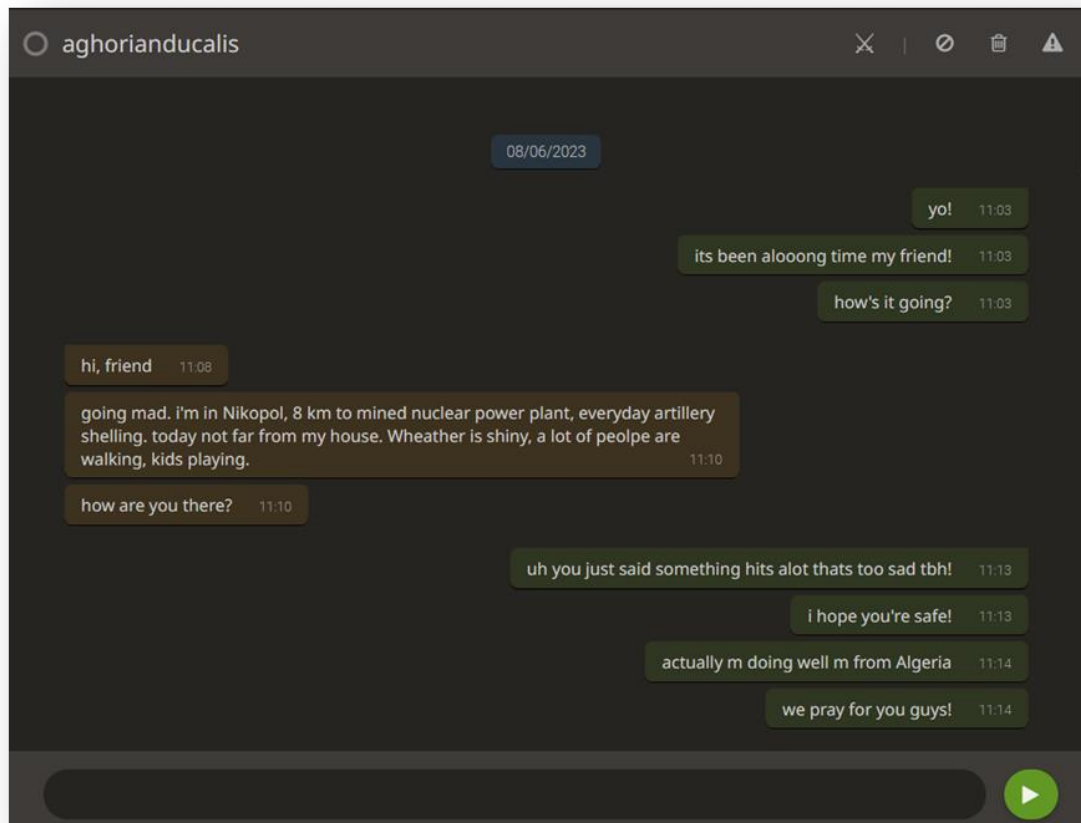 aghorianducalis
08/06/2023
yo! 11:03
its been alooong time my friend! 11:03
how's it going? 11:03
hi, friend 11:08
going mad. i'm in Nikopol, 8 km to mined nuclear power plant, everyday artillery
shelling. today not far from my house. Wheather is shiny, a lot of peolpe are
walking, kids playing. 11:10
how are you there? 11:10
uh you just said something hits alot thats too sad tbh! 11:13
i hope you're safe! 11:13
actually m doing well m from Algeria 11:14
we pray for you guys! 11:14